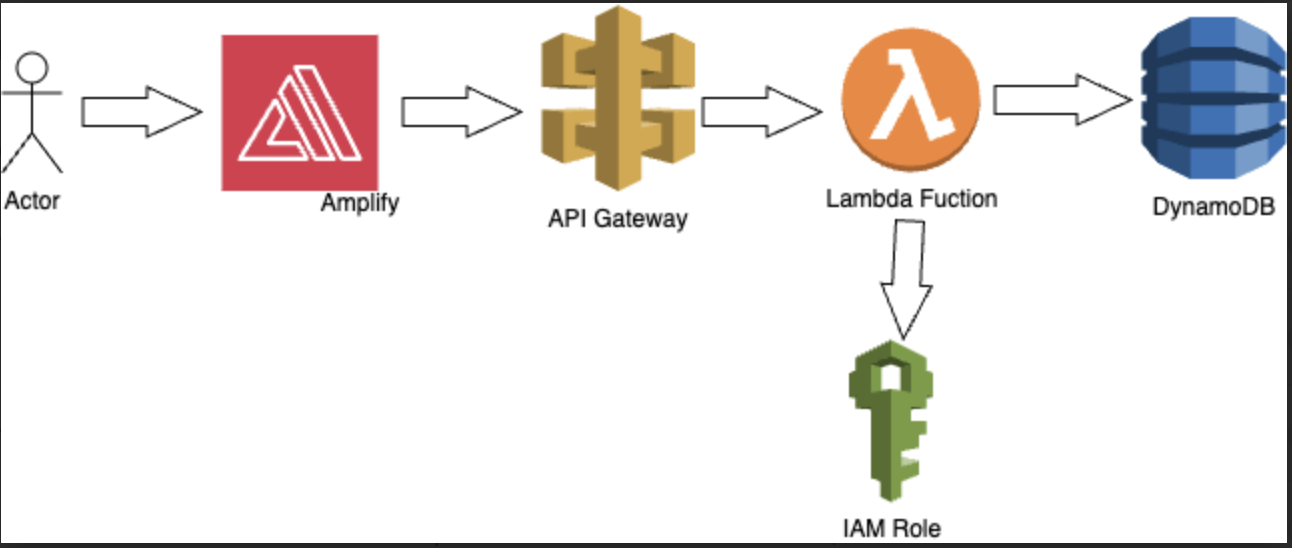 Actor
Amplify
API Gateway
Lambda Fuction
DynamoDB
IAM Role